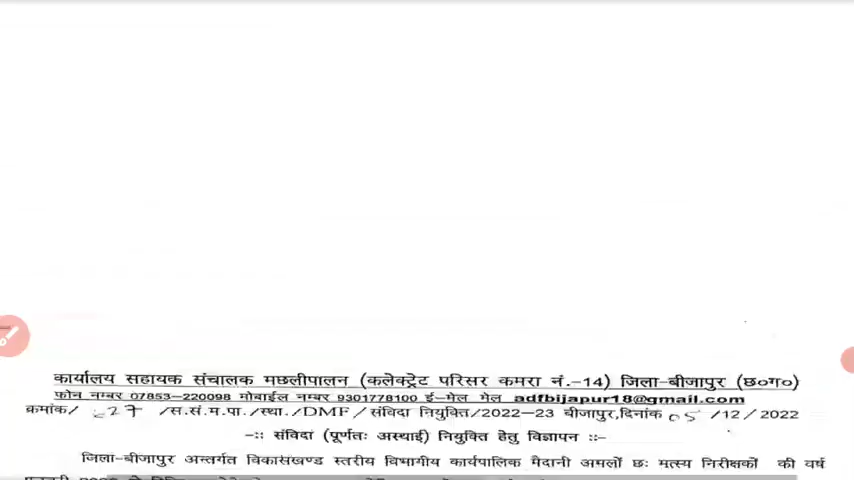 कार्यालय सहायक संचालक मछलीपालन (कलेक्ट्रेट परिसर कमरा नं.-14) जिला-बीजापुर (छ०ग०)
फोन नम्बर 07853-220098 मोबाईल नम्बर 9301778100 ई-मेल मेल adfbijapur18@gmail.com
क्रमांक/ 227 /स.सं.म.पा./स्था./DMF/संविदा नियुक्ति/2022-23 बीजापुर,दिनांक 05 /12/2022
-:: संविदा (पूर्णतः अस्थाई) नियुक्ति हेतु विज्ञापन ::-
जिला-बीजापुर अन्तर्गत विकासखण्ड स्तरीय विभागीय कार्यपालिक मैदानी अमलों छः मत्स्य निरीक्षकों की वर्ष